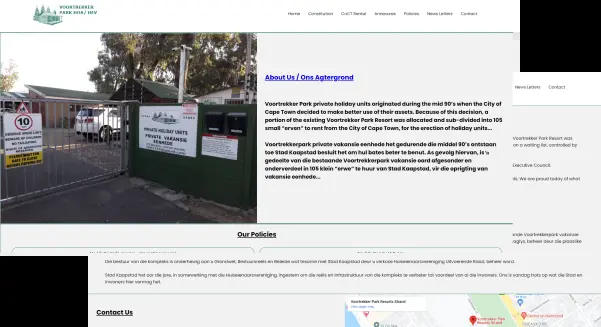 VOORTREKKER
PARK HOA/ HEV
Home Constitution CoCT Rental Annexures Policies News Letters Contact
About Us / Ons Agtergrond
Voortrekker Park private holiday units originated during the mid 90's when the City of
Cape Town decided to make better use of their assets. Because of this decision, a
portion of the existing Voortrekker Park Resort was allocated and sub-divided into 105
small "erven" to rent from the City of Cape Town, for the erection of holiday units...
Voortrekkerpark private vakansie eenhede het gedurende die middel 90's ontstaan
toe Stad Kaapstad besluit het om hul bates beter te benut. As gevolg hiervan, is 'n
gedeelte van die bestaande Voortrekkerpark vakansie oord afgesonder en
onderverdeel in 105 klein "erwe" te huur van Stad Kaapstad, vir die oprigting van
vakansie eenhede...
10
PRIVATE HOLIDAY UNITS
PRIVATE VAKANSIE
EENHEDE
News Letters Contact
Voortrekker Park Resort was
on a waiting list, controlled by
Executive Council.
We are proud today of what
Our Policies
ande Voortrekkerpark vakansie
beheer deur die plaaslike
Die bestuur van die kompleks is onderhewig aan 'n Grondwet, Bestuursreëls en Beleide wat tesame met Stad Kaapstad deur 'n verkose Huiseienaarsvereniging Uitvoerende Raad, beheer word.
Stad Kaapstad het oor die jare, in samewerking met die Huiseienaarsvereniging, ingestem om die reëls en infrastruktuur van die kompleks te verbeter tot voordeel van al die inwoners. Ons is vandag trots op wat die Stad en
inwoners hier vermag het.
Contact Us
Voortrekker Park Resorts Strand
View larger map
Voortrekker Park
Resorts Strand